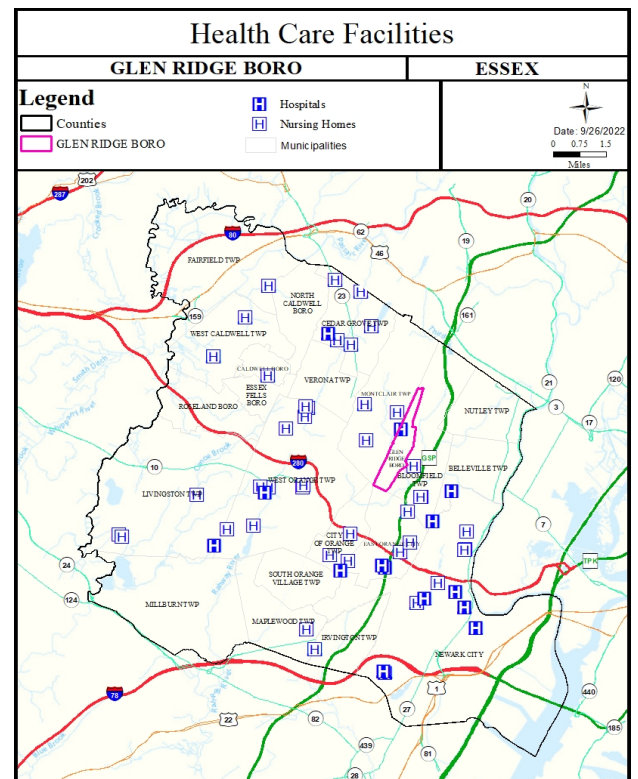 Health Care Facilities
GLEN RIDGE BORO
ESSEX
Legend
Counties
GLEN RIDGE BORO
H Hospitals
H Nursing Homes
Municipalities
N
Date: 9/26/2022
0 0.75 1.5
Miles
202
287
20
62
19
80
46
FAIRFIELD TWP
NORTH
CALDWELL
BORO
23
159
161
CEDAR GROVE TWP
WEST CALDWELL TWP
CALDWELL BORO
VERONA TWP
ESSEX
FELLS
BORO
21
120
MONTCLAIR TWP
3
ROSELAND BORO
NUTLEY TWP
17
GLEN
RIDGE
BORO
GSP
280
10
BELLEVILLE TWP
BLOOMFIELD
TWP
WEST ORANGE TWP
LIVINGSTON TWP
7
CITY
OF ORANGE
TWP
TPK
24
SOUTH ORANGE
VILLAGE TWP
124
MILLBURN TWP
MAPLEWOOD TWP
IRVINGTON TWP
NEWARK CITY
78
1
440
27
22
82
185
439
81
28